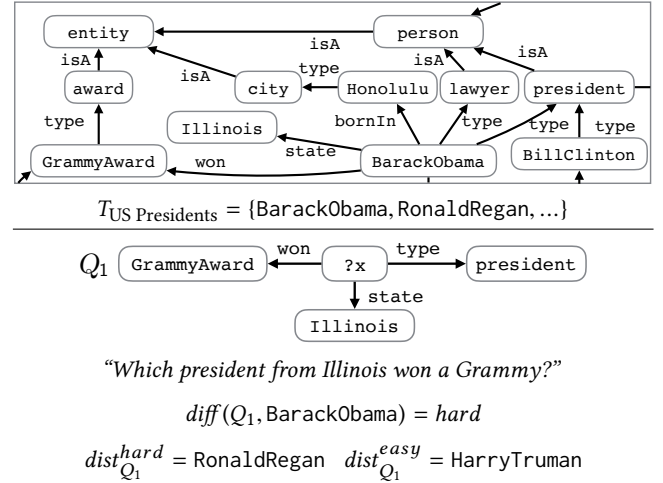 entity person
isA
isA isA type isA isA
award city Honolulu lawyer president
type Illinois bornIn type type type
state
GrammyAward won BarackObama BillClinton
T_US Presidents = {BarackObama, RonaldRegan, ...}
Q₁ GrammyAward won ?x type president
state
Illinois
“Which president from Illinois won a Grammy?”
diff(Q₁, BarackObama) = hard
dist^hard_Q₁ = RonaldRegan dist^easy_Q₁ = HarryTruman